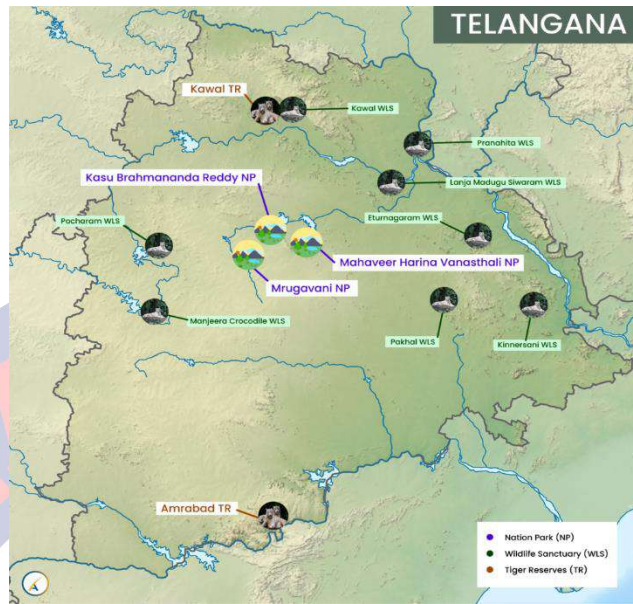 TELANGANA
Kawal TR
Kawal WLS
Pranahita WLS
Kasu Brahmananda Reddy NP
Lanja Madugu Siwaram WLS
Pocharam WLS
Eturnagaram WLS
Mahaveer Harina Vanasthali NP
Mrugavani NP
Manjeera Crocodile WLS
Pakhal WLS
Kinnersani WLS
Amrabad TR
Nation Park (NP)
Wildlife Sanctuary (WLS)
Tiger Reserves (TR)